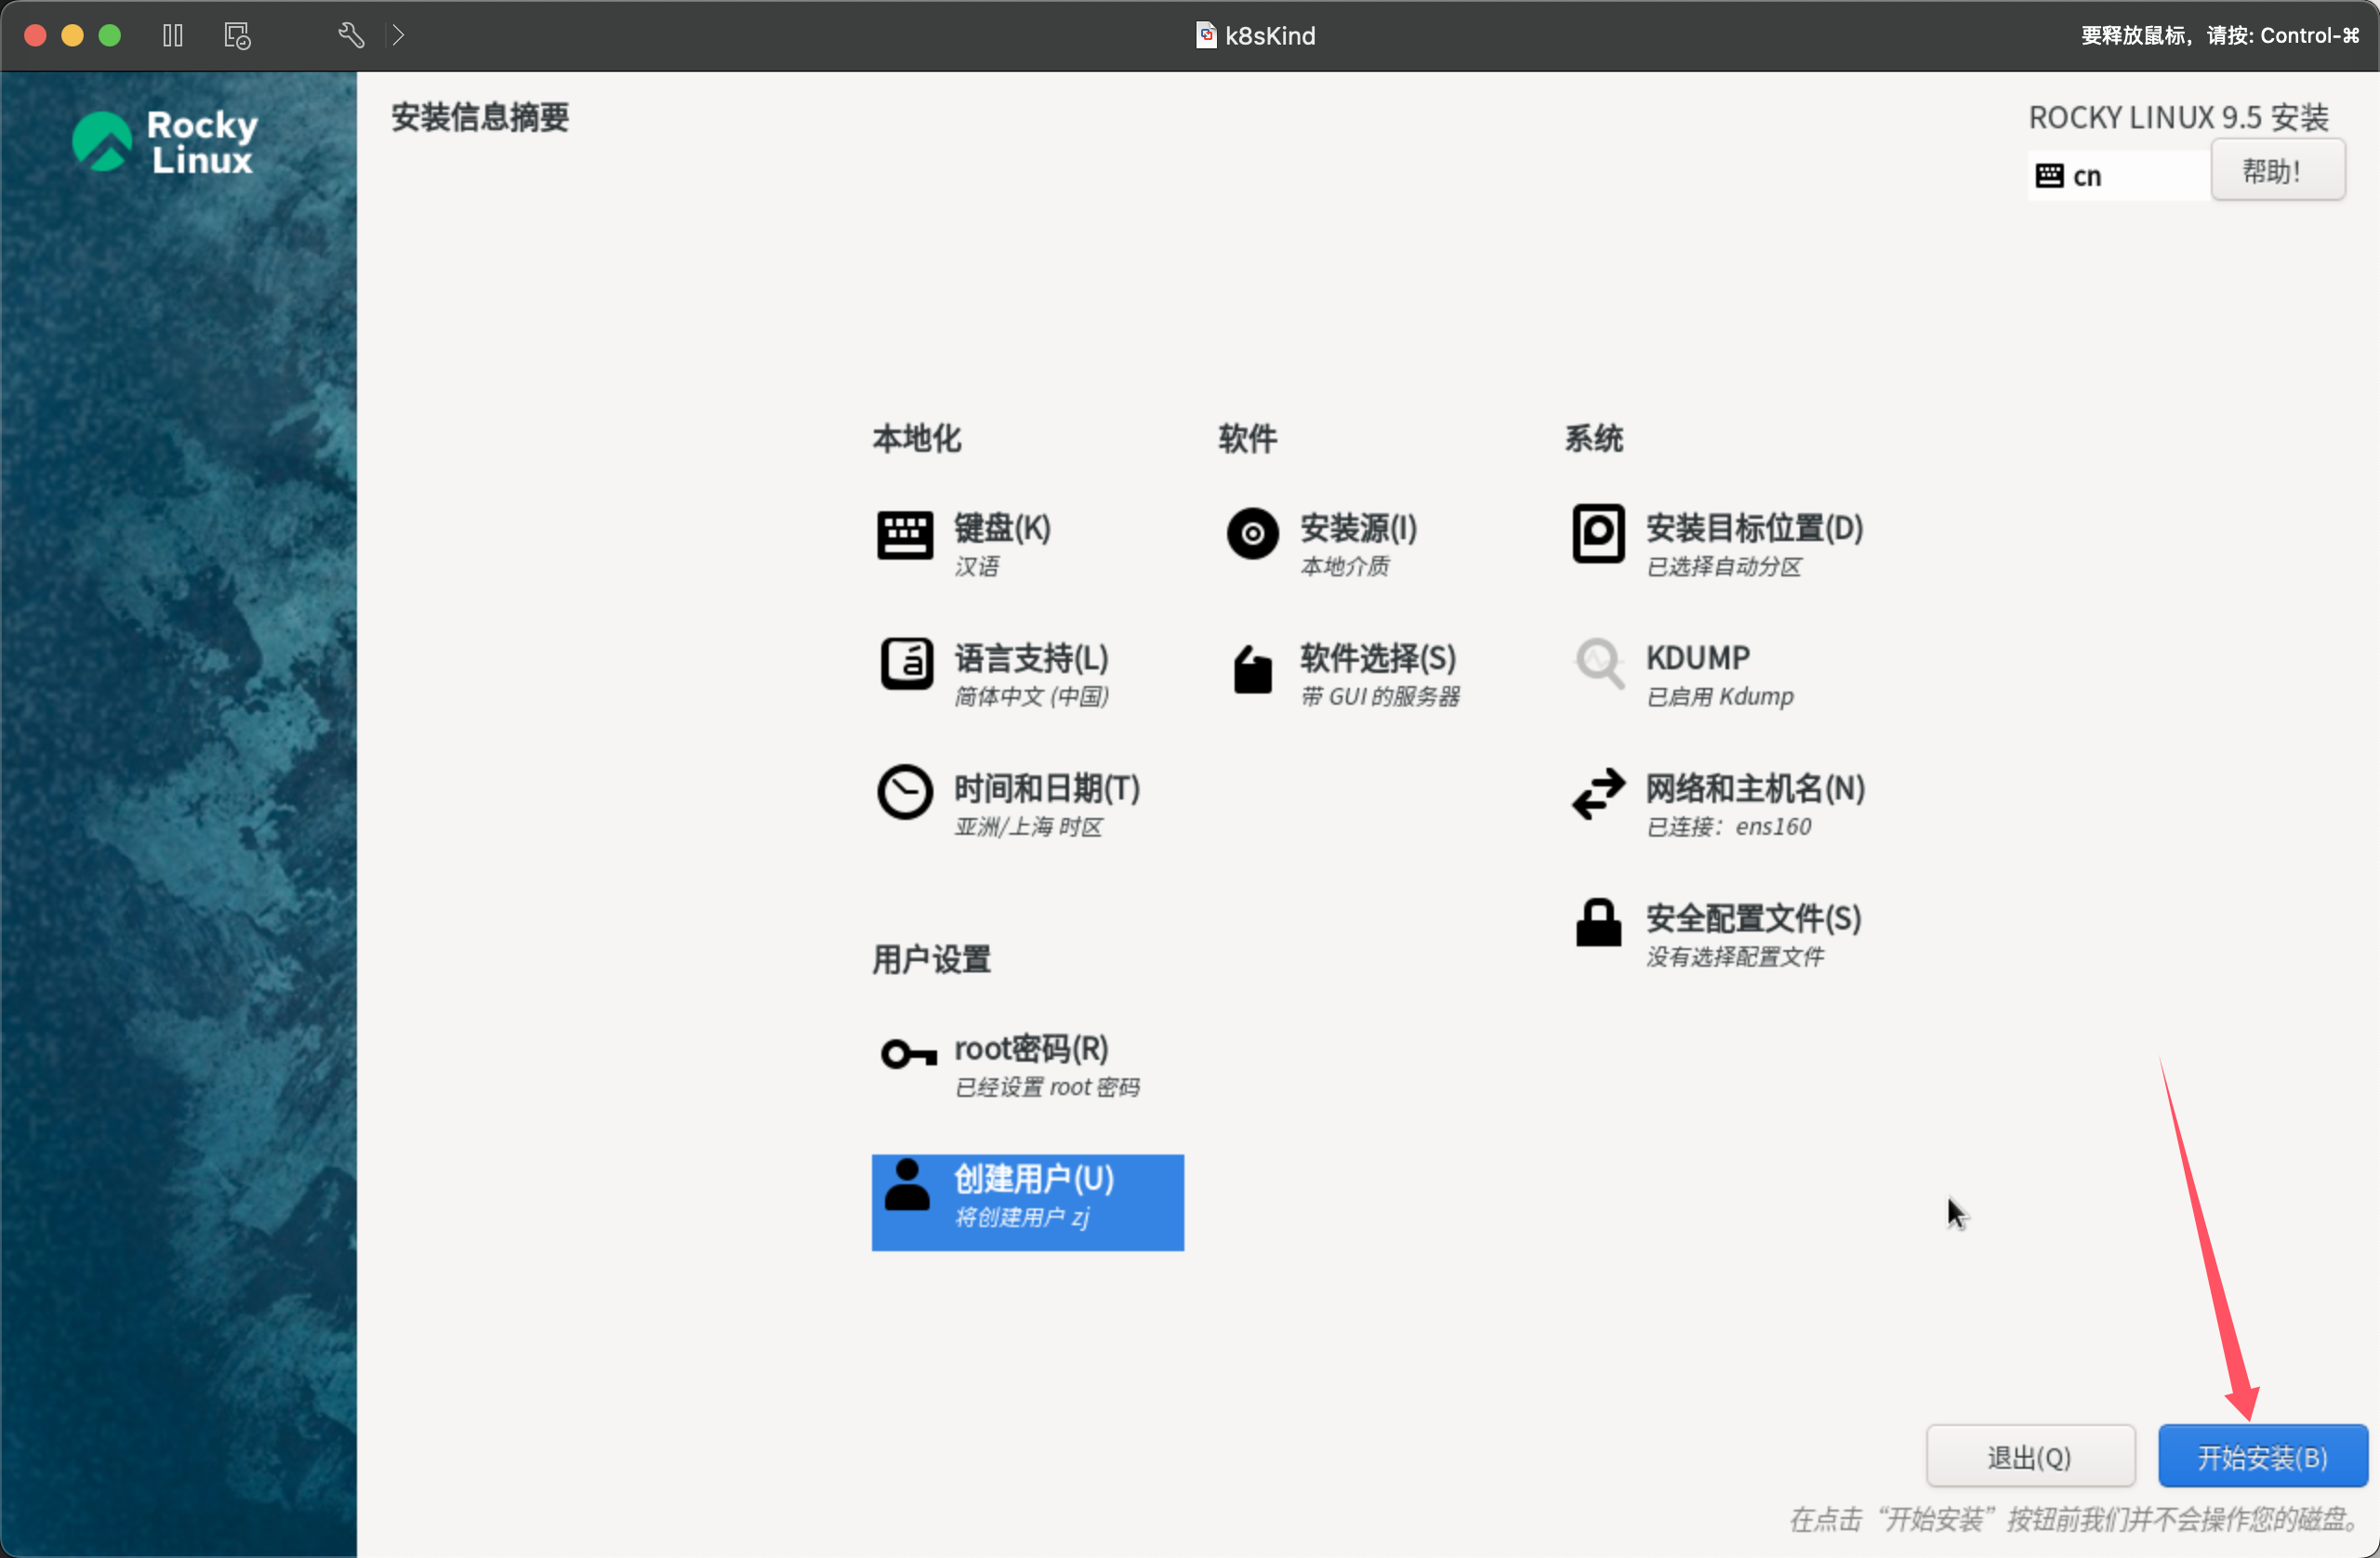 k8sKind
要释放鼠标，请按: Control-⌘
Rocky
Linux
安装信息摘要
ROCKY LINUX 9.5 安装
cn
帮助！
本地化
软件
系统
键盘(K)
汉语
安装源(I)
本地介质
安装目标位置(D)
已选择自动分区
语言支持(L)
简体中文 (中国)
软件选择(S)
带 GUI 的服务器
KDUMP
已启用 Kdump
时间和日期(T)
亚洲/上海 时区
网络和主机名(N)
已连接：ens160
安全配置文件(S)
没有选择配置文件
用户设置
root密码(R)
已经设置 root 密码
创建用户(U)
将创建用户 zj
退出(Q)
开始安装(B)
在点击“开始安装”按钮前我们并不会操作您的磁盘。